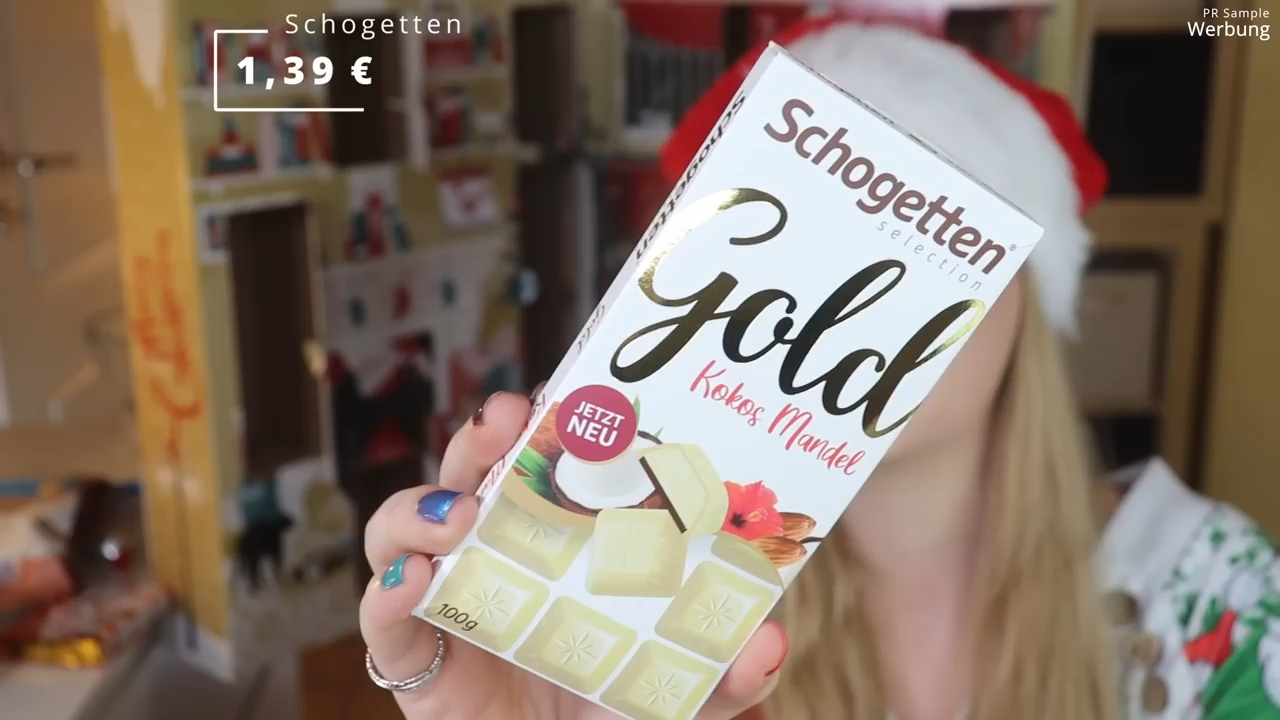 Schogetten
1,39 €
PR Sample
Werbung
Schogetten®
selection
Gold
Kokos Mandel
JETZT
NEU
100g